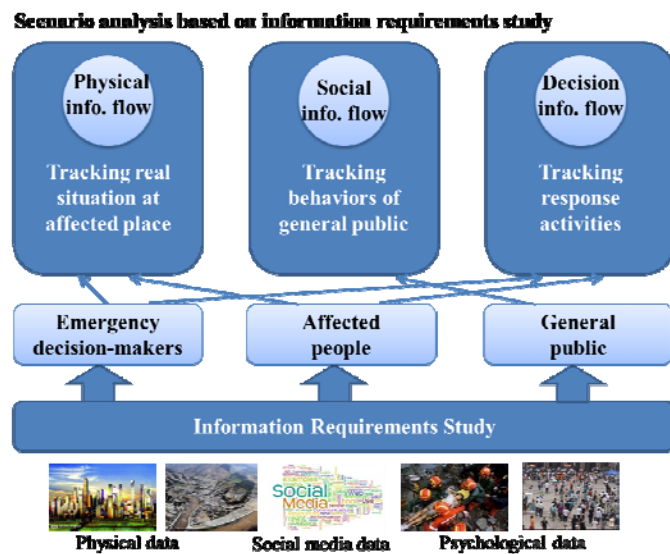 Scenario analysis based on information requirements study
Physical
info. flow
Social
info. flow
Decision
info. flow
Tracking real
situation at
affected place
Tracking
behaviors of
general public
Tracking
response
activities
Emergency
decision-makers
Affected
people
General
public
Information Requirements Study
Social
Media
Physical data
Social media data
Psychological data